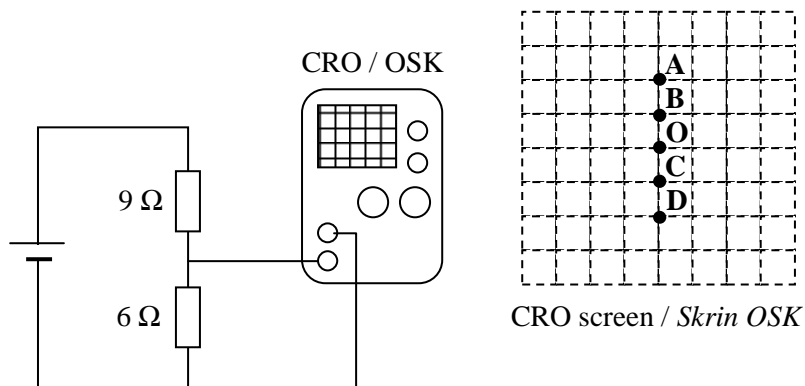 CRO / OSK
9 Ω
6 Ω
A
B
O
C
D
CRO screen / Skrin OSK